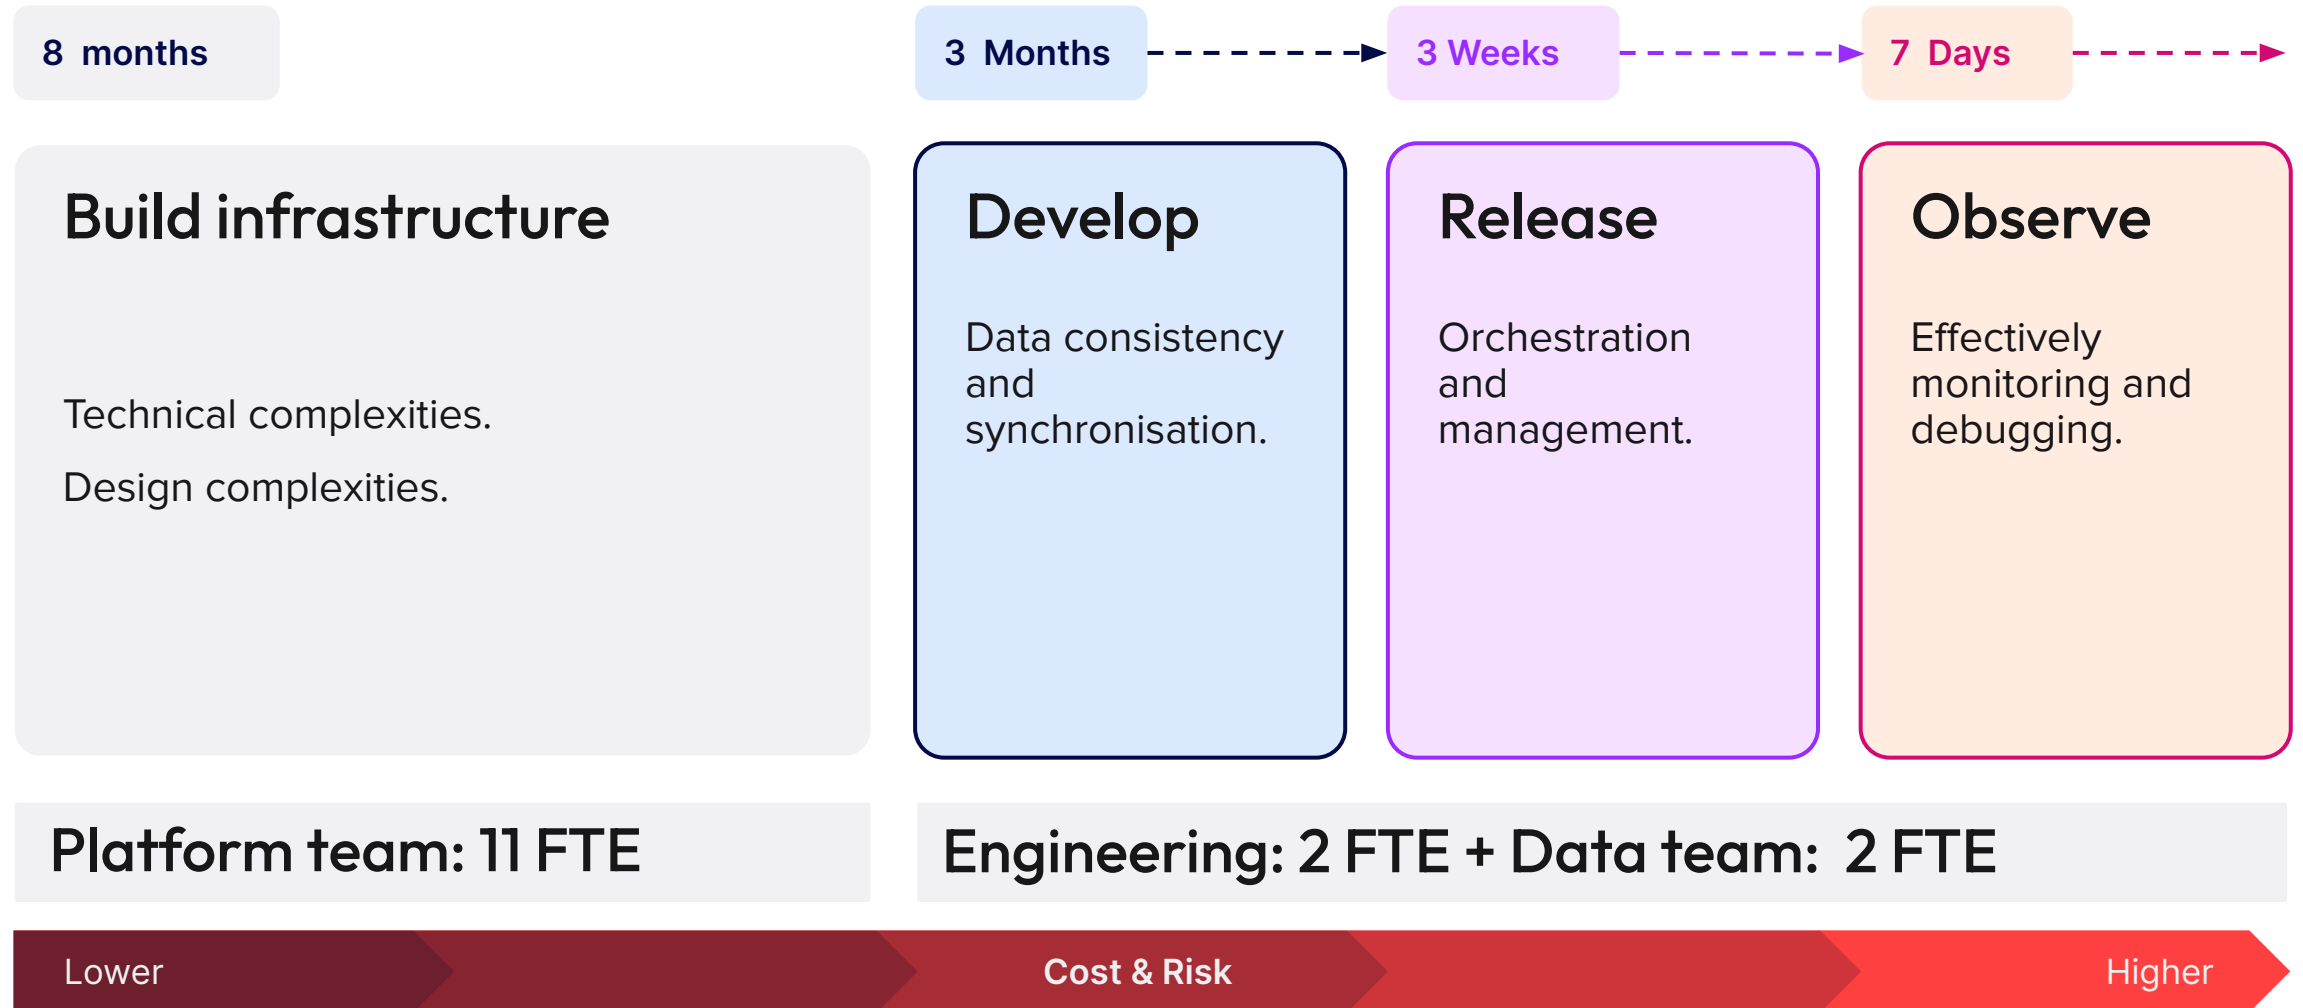 8 months
3 Months
3 Weeks
7 Days
Build infrastructure
Technical complexities.
Design complexities.
Develop
Data consistency
and
synchronisation.
Release
Orchestration
and
management.
Observe
Effectively
monitoring and
debugging.
Platform team: 11 FTE
Engineering: 2 FTE + Data team: 2 FTE
Lower
Cost & Risk
Higher